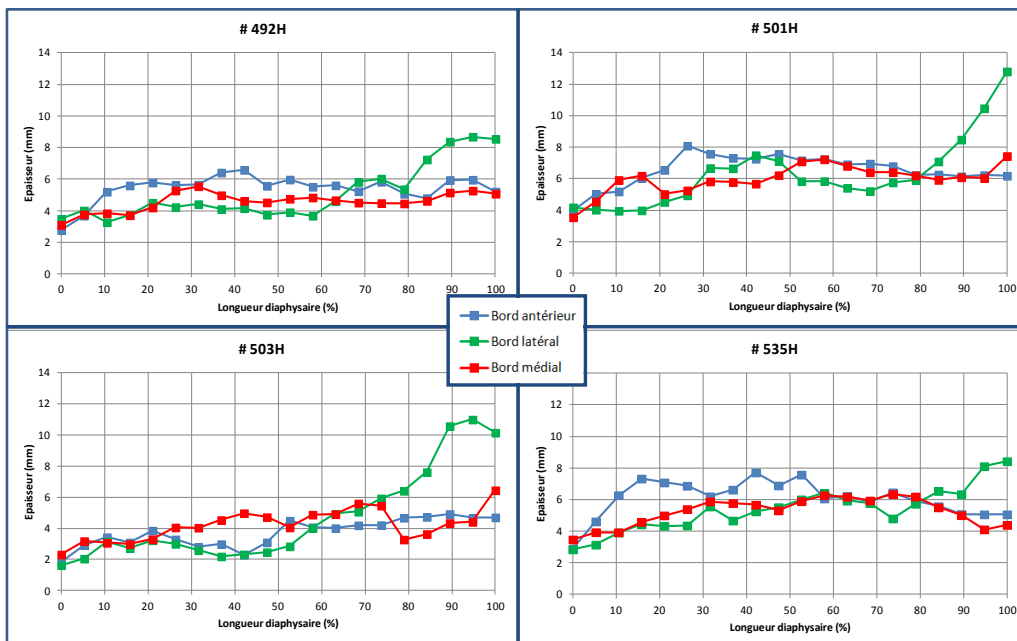 # 492H
14
12
10
8
6
4
2
0
Epaisseur (mm)
0 10 20 30 40 50 60 70 80 90 100
Longueur diaphysaire (%)
# 501H
14
12
10
8
6
4
2
0
Epaisseur (mm)
0 10 20 30 40 50 60 70 80 90 100
Longueur diaphysaire (%)
Bord antérieur
Bord latéral
Bord médial
# 503H
14
12
10
8
6
4
2
0
Epaisseur (mm)
0 10 20 30 40 50 60 70 80 90 100
Longueur diaphysaire (%)
# 535H
14
12
10
8
6
4
2
0
Epaisseur (mm)
0 10 20 30 40 50 60 70 80 90 100
Longueur diaphysaire (%)